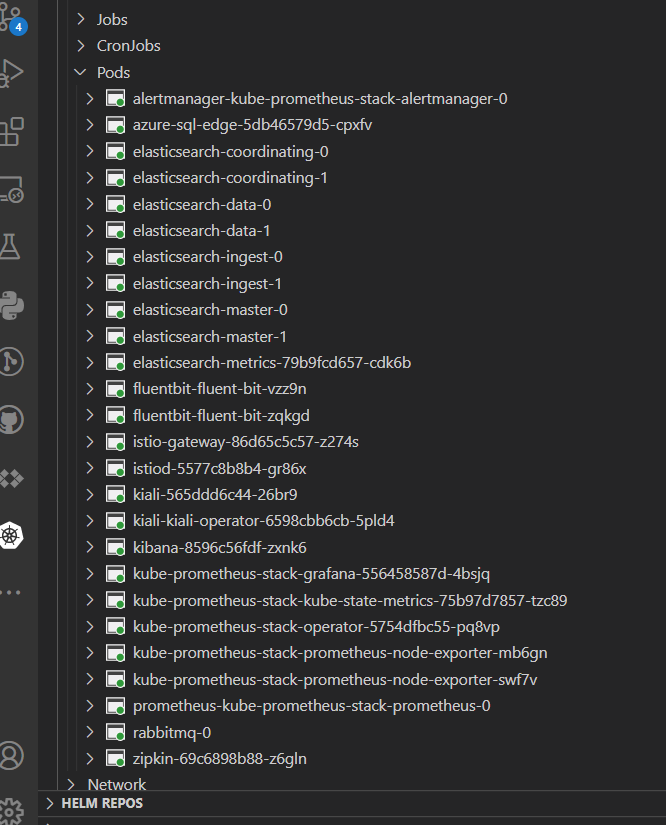 4
Jobs
CronJobs
Pods
alertmanager-kube-prometheus-stack-alertmanager-0
azure-sql-edge-5db46579d5-cpxfv
elasticsearch-coordinating-0
elasticsearch-coordinating-1
elasticsearch-data-0
elasticsearch-data-1
elasticsearch-ingest-0
elasticsearch-ingest-1
elasticsearch-master-0
elasticsearch-master-1
elasticsearch-metrics-79b9fcd657-cdk6b
fluentbit-fluent-bit-vzz9n
fluentbit-fluent-bit-zqkgd
istio-gateway-86d65c5c57-z274s
istiod-5577c8b8b4-gr86x
kiali-565ddd6c44-26br9
kiali-kiali-operator-6598cbb6cb-5pld4
kibana-8596c56fdf-zxnk6
kube-prometheus-stack-grafana-556458587d-4bsjq
kube-prometheus-stack-kube-state-metrics-75b97d7857-tzc89
kube-prometheus-stack-operator-5754dfbc55-pq8vp
kube-prometheus-stack-prometheus-node-exporter-mb6gn
kube-prometheus-stack-prometheus-node-exporter-swf7v
prometheus-kube-prometheus-stack-prometheus-0
rabbitmq-0
zipkin-69c6898b88-z6gln
Network
HELM REPOS